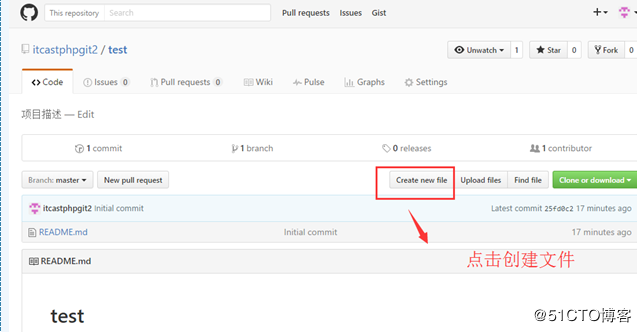 This repository Search Pull requests Issues Gist
itcastphpgit2 / test Unwatch 1 Star 0 Fork 0
Code Issues 0 Pull requests 0 Wiki Pulse Graphs Settings
项目描述 — Edit
1 commit 1 branch 0 releases 1 contributor
Branch: master New pull request Create new file Upload files Find file Clone or download
itcastphpgit2 Initial commit Latest commit 25fd0c2 17 minutes ago
README.md Initial commit 17 minutes ago
点击创建文件
README.md
test
@51CTO博客